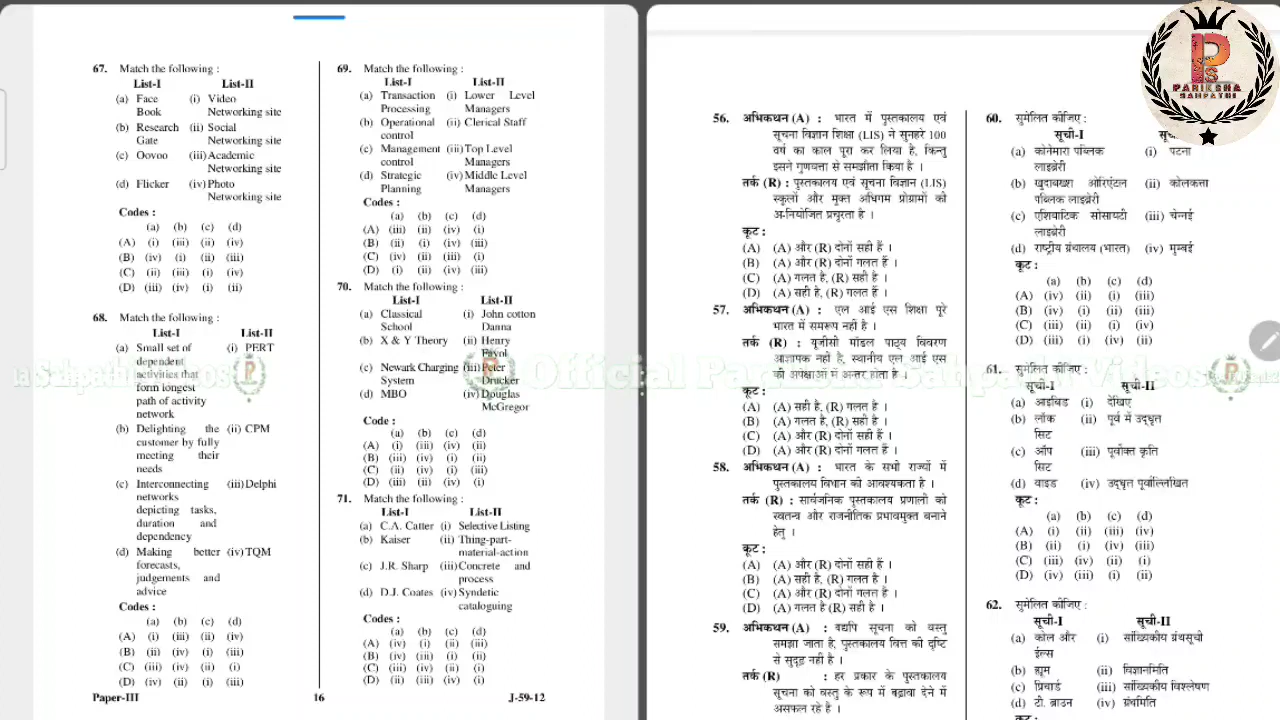 67. Match the following :
List-I List-II
(a) Face Book (i) Video Networking site
(b) Research Gate (ii) Social Networking site
(c) Oovoo (iii) Academic Networking site
(d) Flicker (iv) Photo Networking site
Codes :
(a) (b) (c) (d)
(A) (i) (iii) (ii) (iv)
(B) (iv) (i) (ii) (iii)
(C) (ii) (iii) (i) (iv)
(D) (iii) (iv) (i) (ii)
68. Match the following :
List-I List-II
(a) Small set of (i) PERT
dependent
activities that
form longest
path of activity
network
(b) Delighting the (ii) CPM
customer by fully
meeting their
needs
(c) Interconnecting (iii) Delphi
networks
depicting tasks,
duration and
dependency
(d) Making better (iv) TQM
forecasts,
judgements and
advice
Codes :
(a) (b) (c) (d)
(A) (i) (iii) (ii) (iv)
(B) (ii) (iv) (i) (iii)
(C) (iii) (iv) (ii) (i)
(D) (iv) (ii) (i) (iii)
Paper-III 16 J-59-12
69. Match the following :
List-I List-II
(a) Transaction (i) Lower Level
Processing Managers
(b) Operational (ii) Clerical Staff
control
(c) Management (iii) Top Level
control Managers
(d) Strategic (iv) Middle Level
Planning Managers
Codes :
(a) (b) (c) (d)
(A) (iii) (ii) (iv) (i)
(B) (ii) (i) (iv) (iii)
(C) (iv) (ii) (iii) (i)
(D) (i) (ii) (iv) (iii)
70. Match the following :
List-I List-II
(a) Classical (i) John cotton
School Danna
(b) X & Y Theory (ii) Henry
Fayol
(c) Newark Charging (iii) Peter
System Drucker
(d) MBO (iv) Douglas
McGregor
Code :
(a) (b) (c) (d)
(A) (i) (iii) (iv) (ii)
(B) (iii) (iv) (i) (ii)
(C) (ii) (iv) (i) (iii)
(D) (iii) (ii) (iv) (i)
71. Match the following :
List-I List-II
(a) C.A. Catter (i) Selective Listing
(b) Kaiser (ii) Thing-part-
material-action
(c) J.R. Sharp (iii) Concrete and
process
(d) D.J. Coates (iv) Syndetic
cataloguing
Codes :
(a) (b) (c) (d)
(A) (iv) (i) (ii) (iii)
(B) (iv) (iii) (i) (ii)
(C) (iii) (iv) (ii) (i)
(D) (ii) (iii) (iv) (i)
56. अभिकथन (A) : भारत में पुस्तकालय एवं
सूचना विज्ञान शिक्षा (LIS) ने सुनहरे 100
वर्ष का काल पूरा कर लिया है, किन्तु
इसने गुणवत्ता से समझौता किया है ।
तर्क (R) : पुस्तकालय एवं सूचना विज्ञान (LIS)
स्कूलों और मुक्त अधिगम प्रोग्रामों की
अ-नियोजित प्रचुरता है ।
कूट :
(A) (A) और (R) दोनों सही हैं ।
(B) (A) और (R) दोनों गलत हैं ।
(C) (A) गलत है, (R) सही है ।
(D) (A) सही है, (R) गलत है ।
57. अभिकथन (A) : एल आई एस शिक्षा पूरे
भारत में समरूप नहीं है ।
तर्क (R) : यूजीसी मॉडल पाठ्य विवरण
आज्ञापक नहीं है, स्थानीय एल आई एस
की अपेक्षाओं में अन्तर होता है ।
कूट :
(A) (A) सही है, (R) गलत है ।
(B) (A) गलत है, (R) सही है ।
(C) (A) और (R) दोनों सही हैं ।
(D) (A) और (R) दोनों गलत हैं ।
58. अभिकथन (A) : भारत के सभी राज्यों में
पुस्तकालय विधान की आवश्यकता है ।
तर्क (R) : सार्वजनिक पुस्तकालय प्रणाली को
स्वतन्त्र और राजनीतिक प्रभावमुक्त बनाने
हेतु ।
कूट :
(A) (A) और (R) दोनों सही हैं ।
(B) (A) सही है, (R) गलत है ।
(C) (A) और (R) दोनों गलत हैं ।
(D) (A) गलत है (R) सही है ।
59. अभिकथन (A) : यद्यपि सूचना को वस्तु
समझा जाता है, पुस्तकालय वित्त की दृष्टि
से सुदृढ़ नहीं है ।
तर्क (R) : हर प्रकार के पुस्तकालय
सूचना को वस्तु के रूप में बढ़ावा देने में
असफल रहे हैं ।
60. सुमेलित कीजिए :
सूची-I
(a) कोनेमारा पब्लिक (i) पटना
लाइब्रेरी
(b) खुदाबख्श ओरिएंटल (ii) कोलकत्ता
पब्लिक लाइब्रेरी
(c) एशियाटिक सोसायटी (iii) चेन्नई
लाइब्रेरी
(d) राष्ट्रीय ग्रंथालय (भारत) (iv) मुम्बई
कूट :
(a) (b) (c) (d)
(A) (iv) (ii) (i) (iii)
(B) (iv) (i) (ii) (iii)
(C) (iii) (ii) (i) (iv)
(D) (iii) (i) (iv) (ii)
61. सुमेलित कीजिए :
सूची-I सूची-II
(a) आइबिड (i) देखिए
(b) लॉक (ii) पूर्व में उद्धृत
सिट
(c) ऑप (iii) पूर्वोक्त कृति
सिट
(d) वाइड (iv) उद्धृत पूर्वोल्लिखित
कूट :
(a) (b) (c) (d)
(A) (i) (ii) (iii) (iv)
(B) (ii) (i) (iv) (iii)
(C) (iii) (iv) (ii) (i)
(D) (iv) (iii) (i) (ii)
62. सुमेलित कीजिए :
सूची-I सूची-II
(a) कोल और (i) सांख्यिकीय ग्रंथसूची
ईल्स
(b) ह्यूम (ii) विज्ञानमिति
(c) प्रिचार्ड (iii) सांख्यिकीय विश्लेषण
(d) टी. ब्राउन (iv) ग्रंथमिति
PARIKSHA
SAHPATHI
Official Pariksha Sahpathi Videos